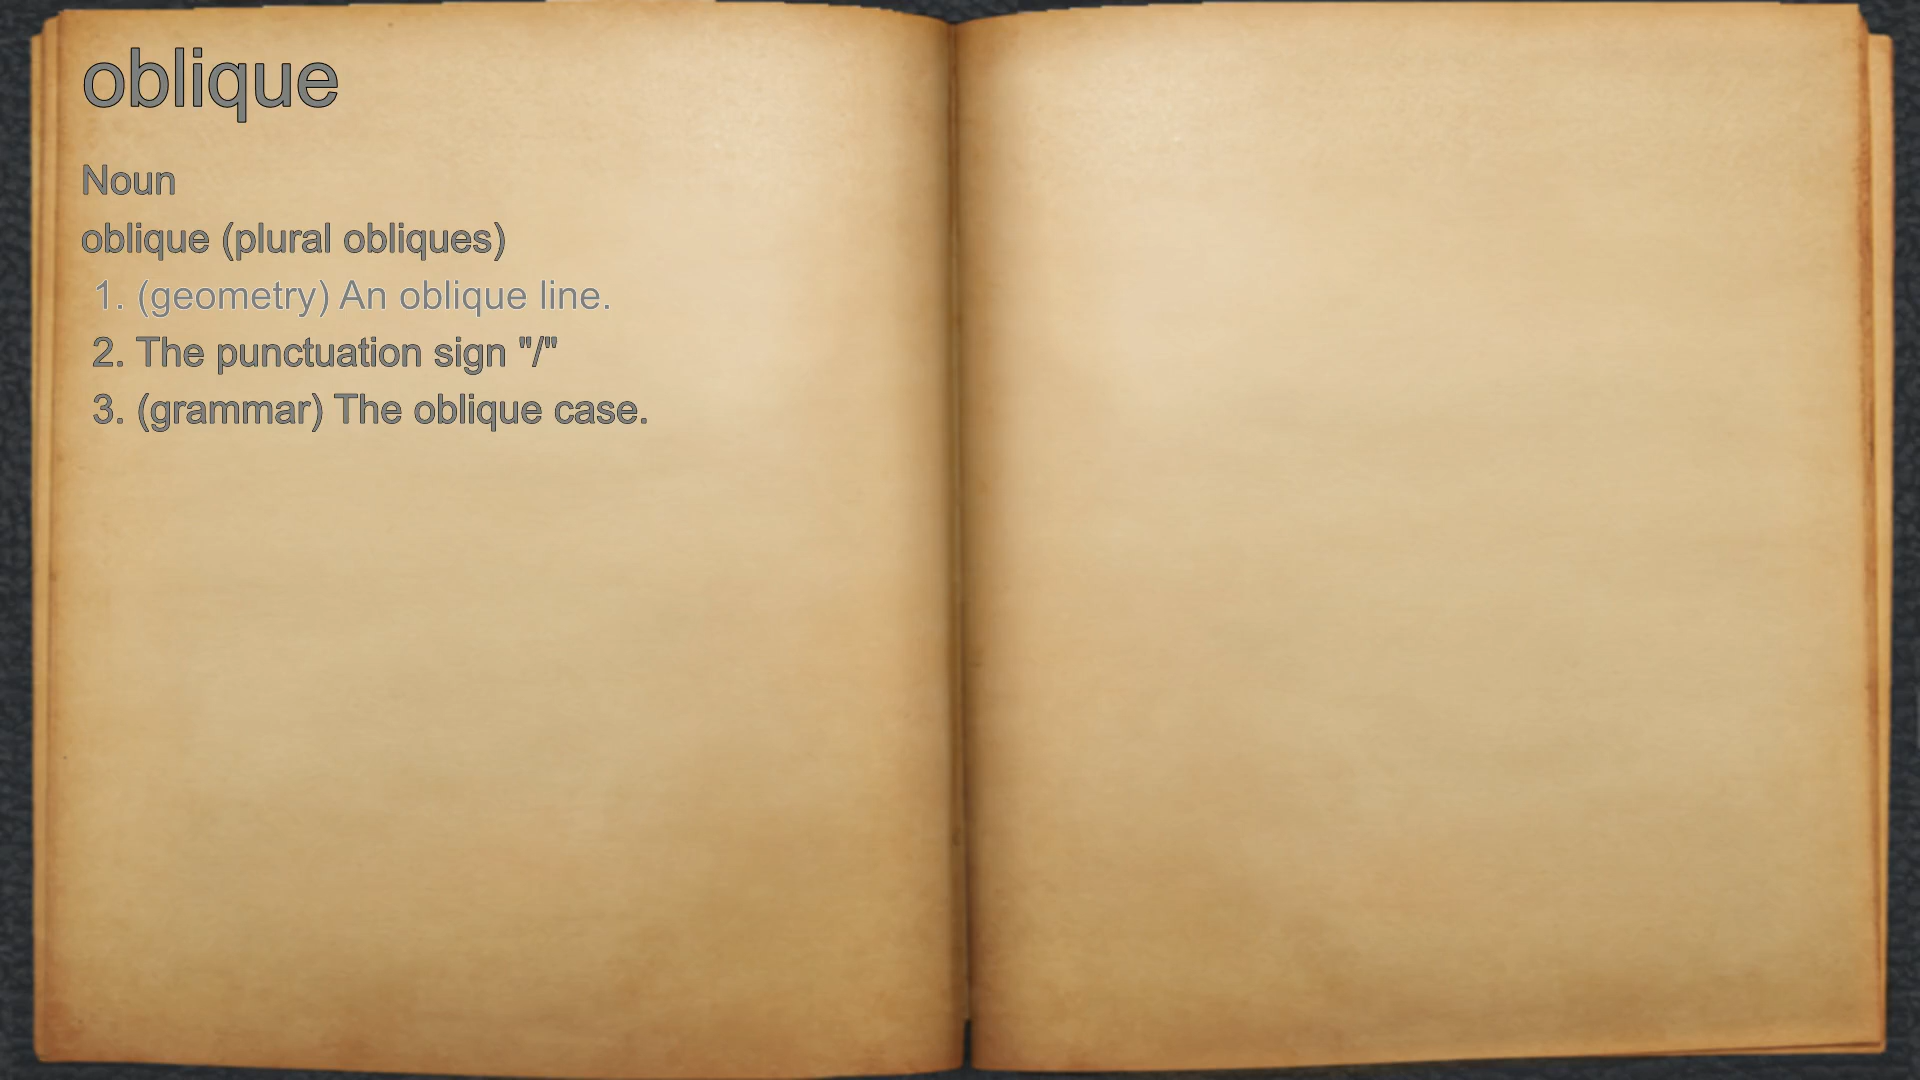 oblique
Noun
oblique (plural obliques)
1. (geometry) An oblique line.
2. The punctuation sign "/"
3. (grammar) The oblique case.